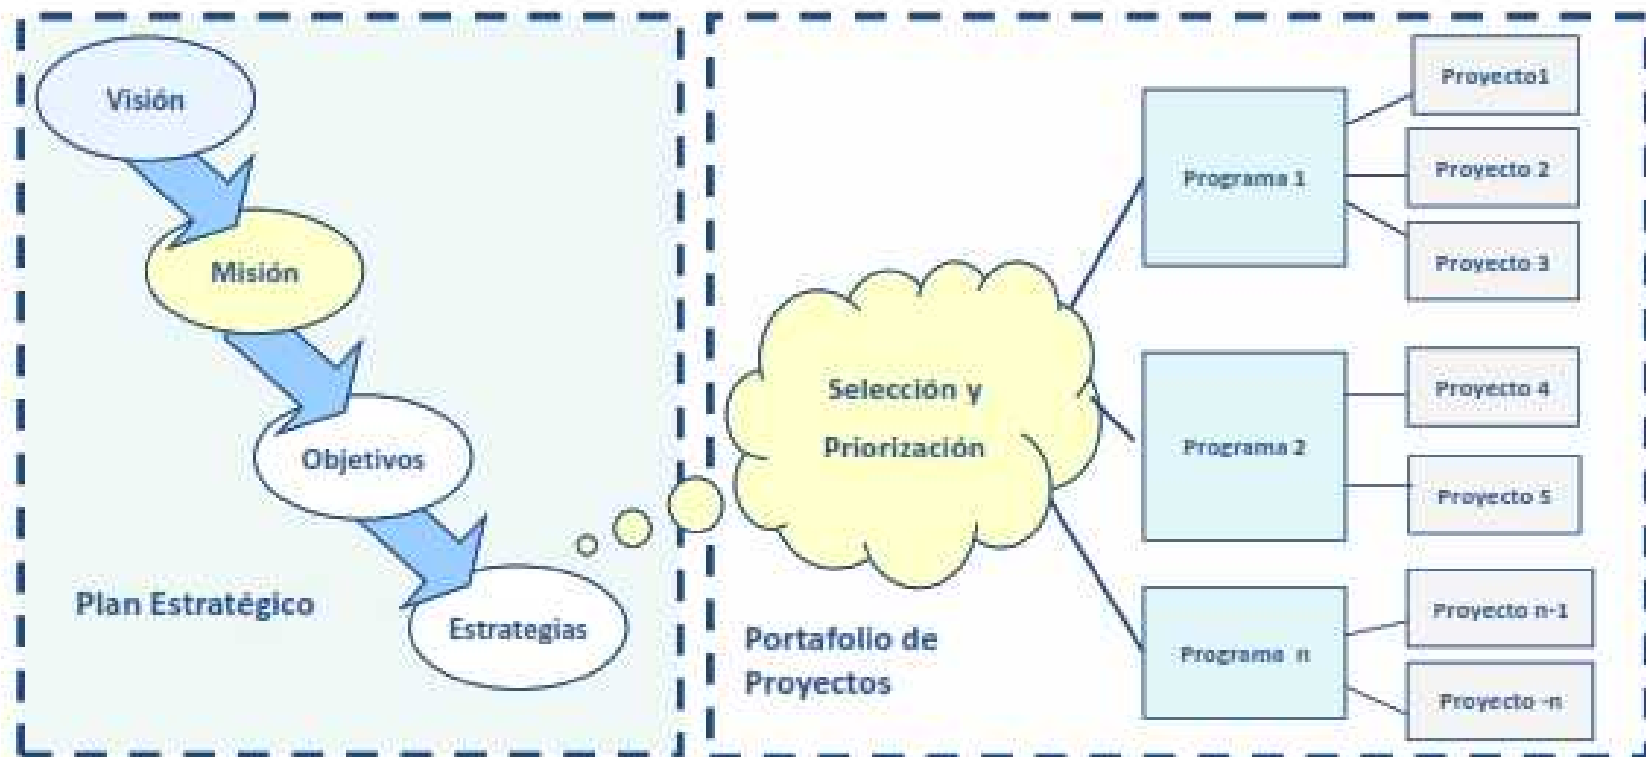 Visión
Misión
Objetivos
Estrategias
Plan Estratégico
Selección y
Priorización
Portafolio de
Proyectos
Programa 1
Proyecto1
Proyecto 2
Proyecto 3
Programa 2
Proyecto 4
Proyecto 5
Programa n
Proyecto n-1
Proyecto -n